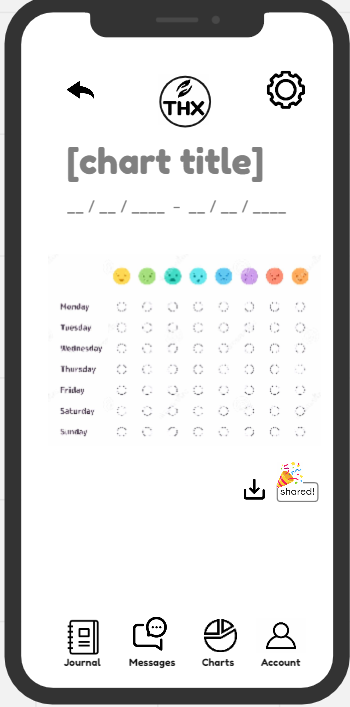 THX
[chart title]
__ / __ / ____ - __ / __ / ____
Monday
Tuesday
Wednesday
Thursday
Friday
Saturday
Sunday
shared!
Journal Messages Charts Account